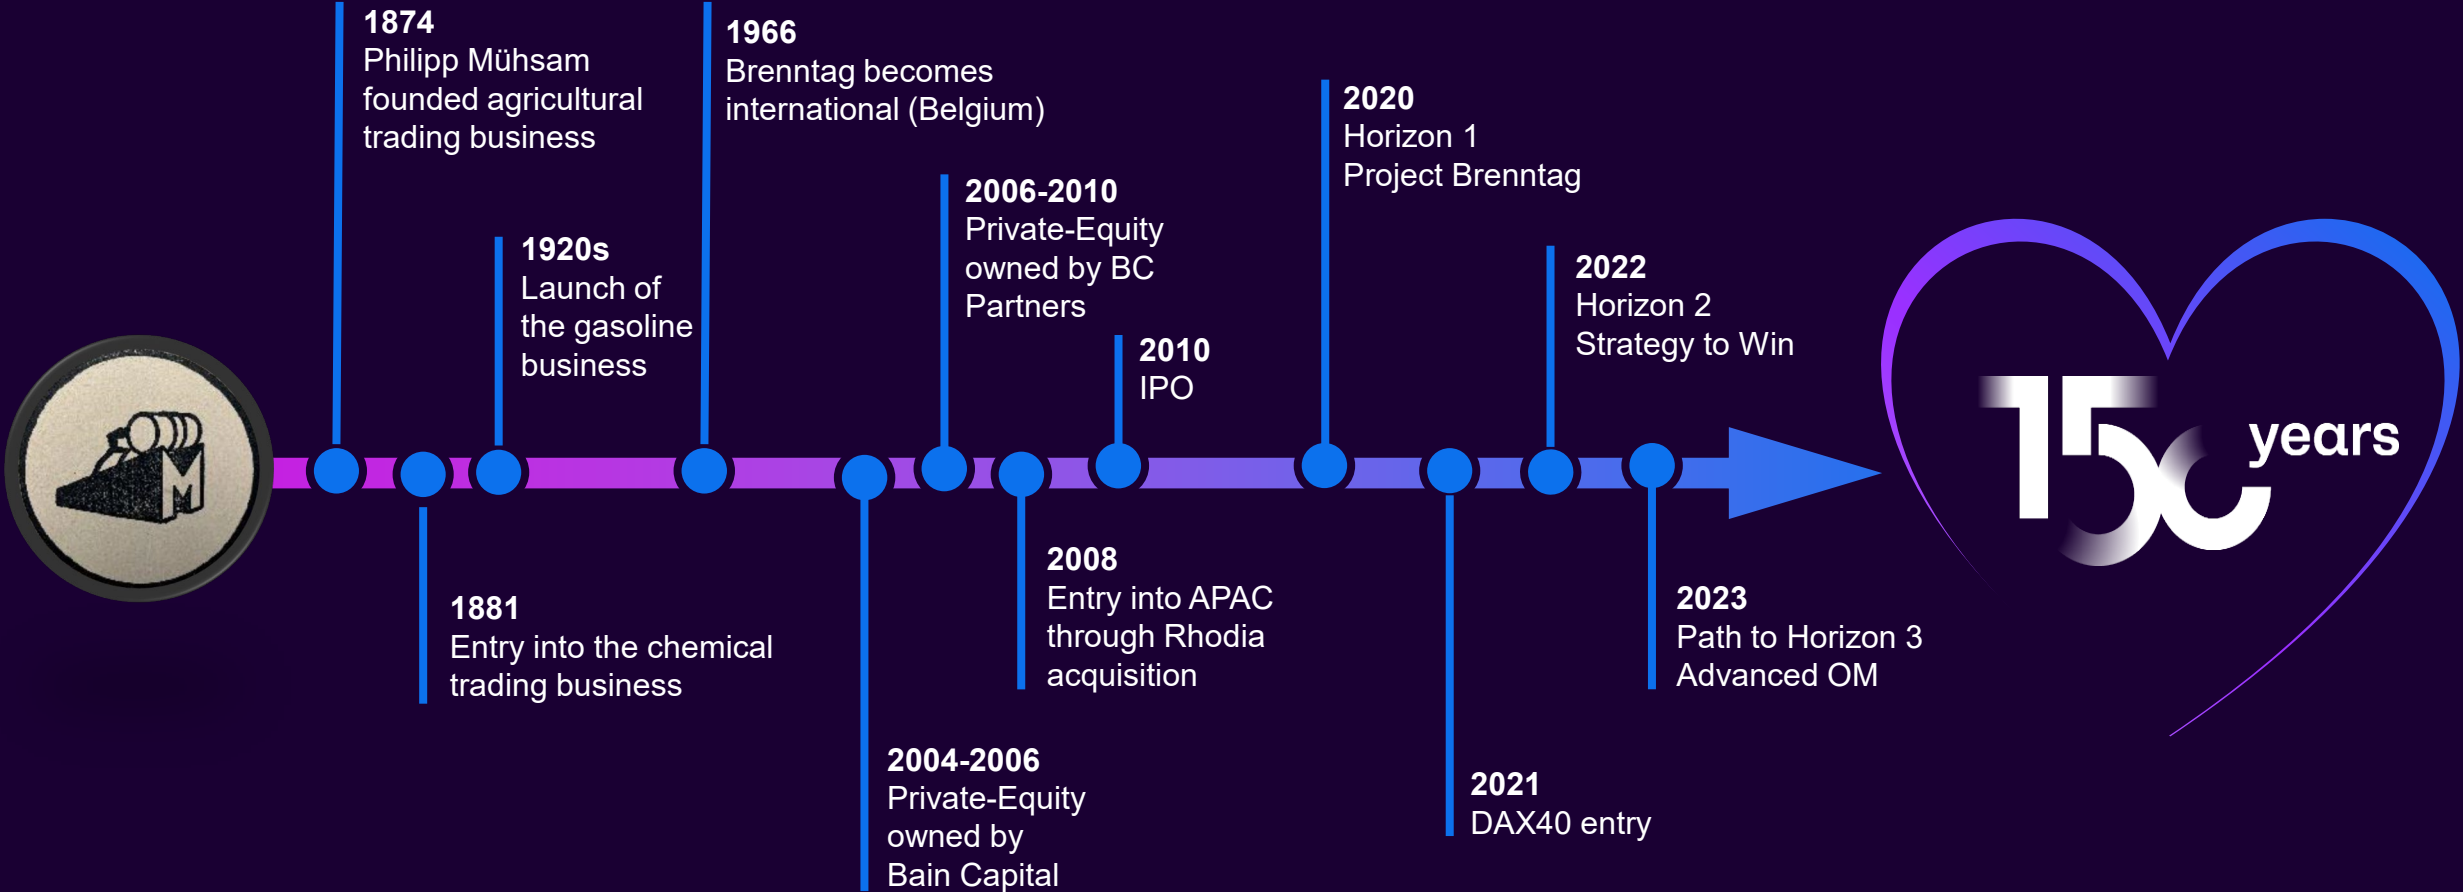 1874
Philipp Mühsam
founded agricultural
trading business
1881
Entry into the chemical
trading business
1920s
Launch of
the gasoline
business
1966
Brenntag becomes
international (Belgium)
2004-2006
Private-Equity
owned by
Bain Capital
2006-2010
Private-Equity
owned by BC
Partners
2008
Entry into APAC
through Rhodia
acquisition
2010
IPO
2020
Horizon 1
Project Brenntag
2021
DAX40 entry
2022
Horizon 2
Strategy to Win
2023
Path to Horizon 3
Advanced OM
M
150 years